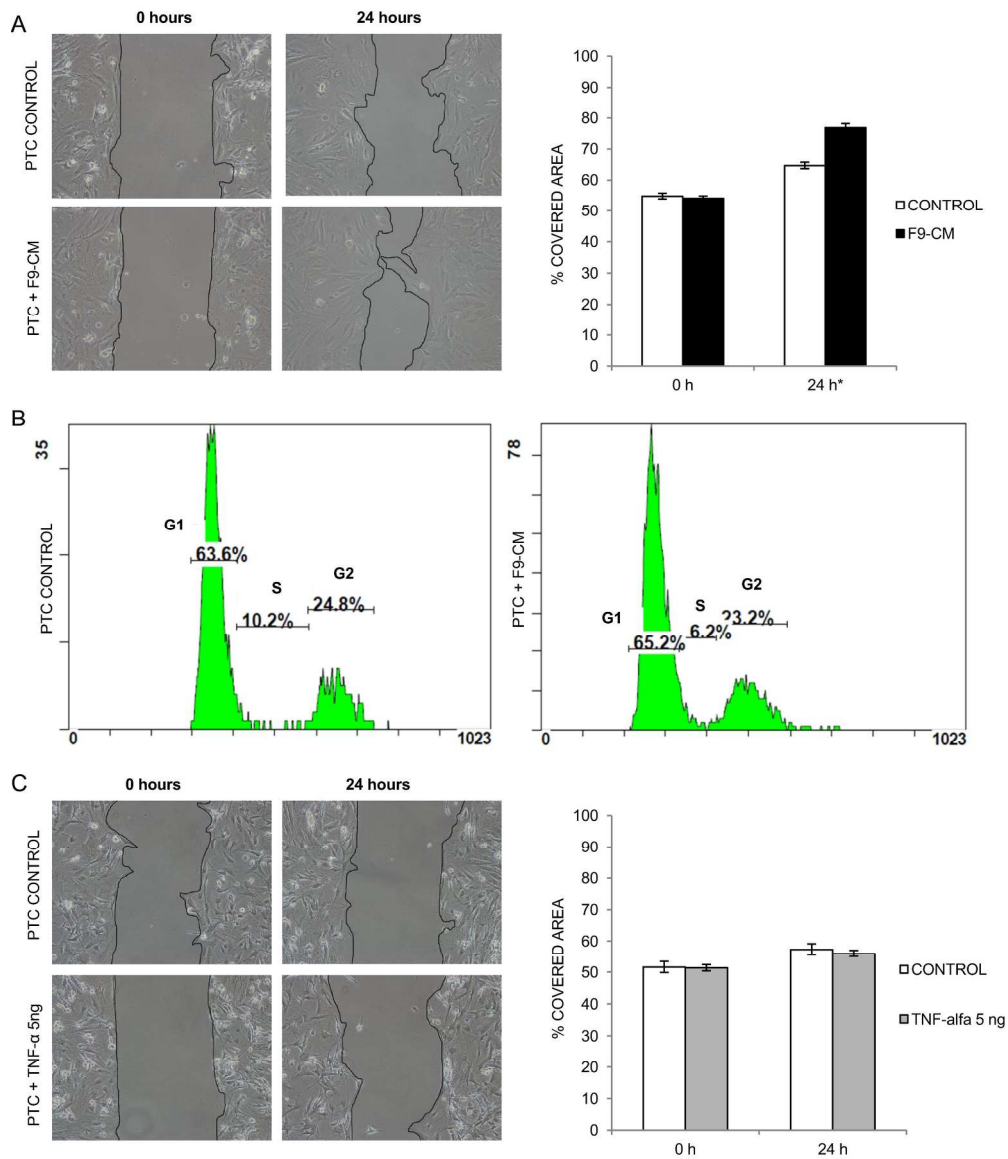 A
0 hours
24 hours
PTC CONTROL
PTC + F9-CM
% COVERED AREA
100
90
80
70
60
50
40
30
20
10
0
0 h
24 h*
CONTROL
F9-CM
B
PTC CONTROL
35
G1
63.6%
S
10.2%
G2
24.8%
0
1023
PTC + F9-CM
78
G1
65.2%
S
6.2%
G2
23.2%
0
1023
C
0 hours
24 hours
PTC CONTROL
PTC + TNF-α 5ng
% COVERED AREA
100
90
80
70
60
50
40
30
20
10
0
0 h
24 h
CONTROL
TNF-alfa 5 ng